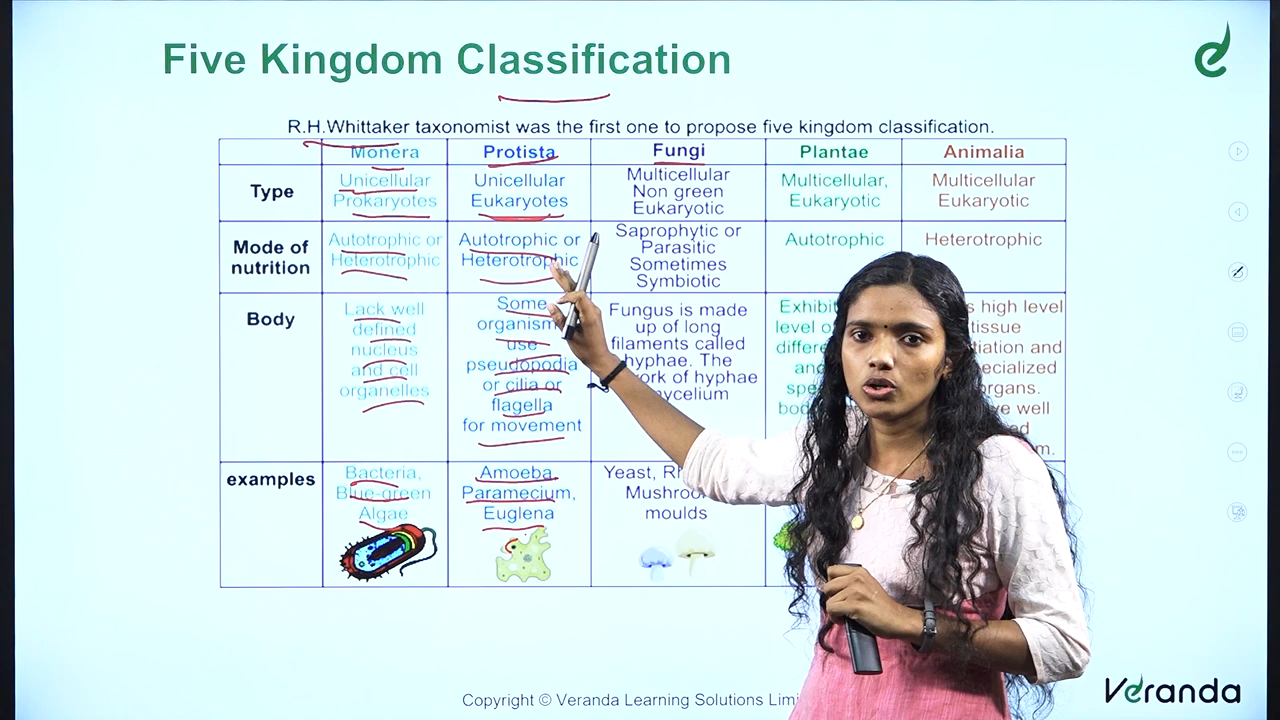 Five Kingdom Classification
R.H.Whittaker taxonomist was the first one to propose five kingdom classification.
Monera Protista Fungi Plantae Animalia
Type
Unicellular
Prokaryotes
Unicellular
Eukaryotes
Multicellular
Non green
Eukaryotic
Multicellular,
Eukaryotic
Multicellular
Eukaryotic
Mode of
nutrition
Autotrophic or
Heterotrophic
Autotrophic or
Heterotrophic
Saprophytic or
Parasitic
Sometimes
Symbiotic
Autotrophic
Heterotrophic
Body
Lack well
defined
nucleus
and cell
organelles
Some
organism
use
pseudopodia
or cilia or
flagella
for movement
Fungus is made
up of long
filaments called
hyphae. The
of hyphae
mycelium
level
high level
tissue
and
organs.
well
examples
Bacteria,
Blue-green
Algae
Amoeba,
Paramecium,
Euglena
Yeast,
moulds
Copyright © Veranda Learning Solutions
Veranda